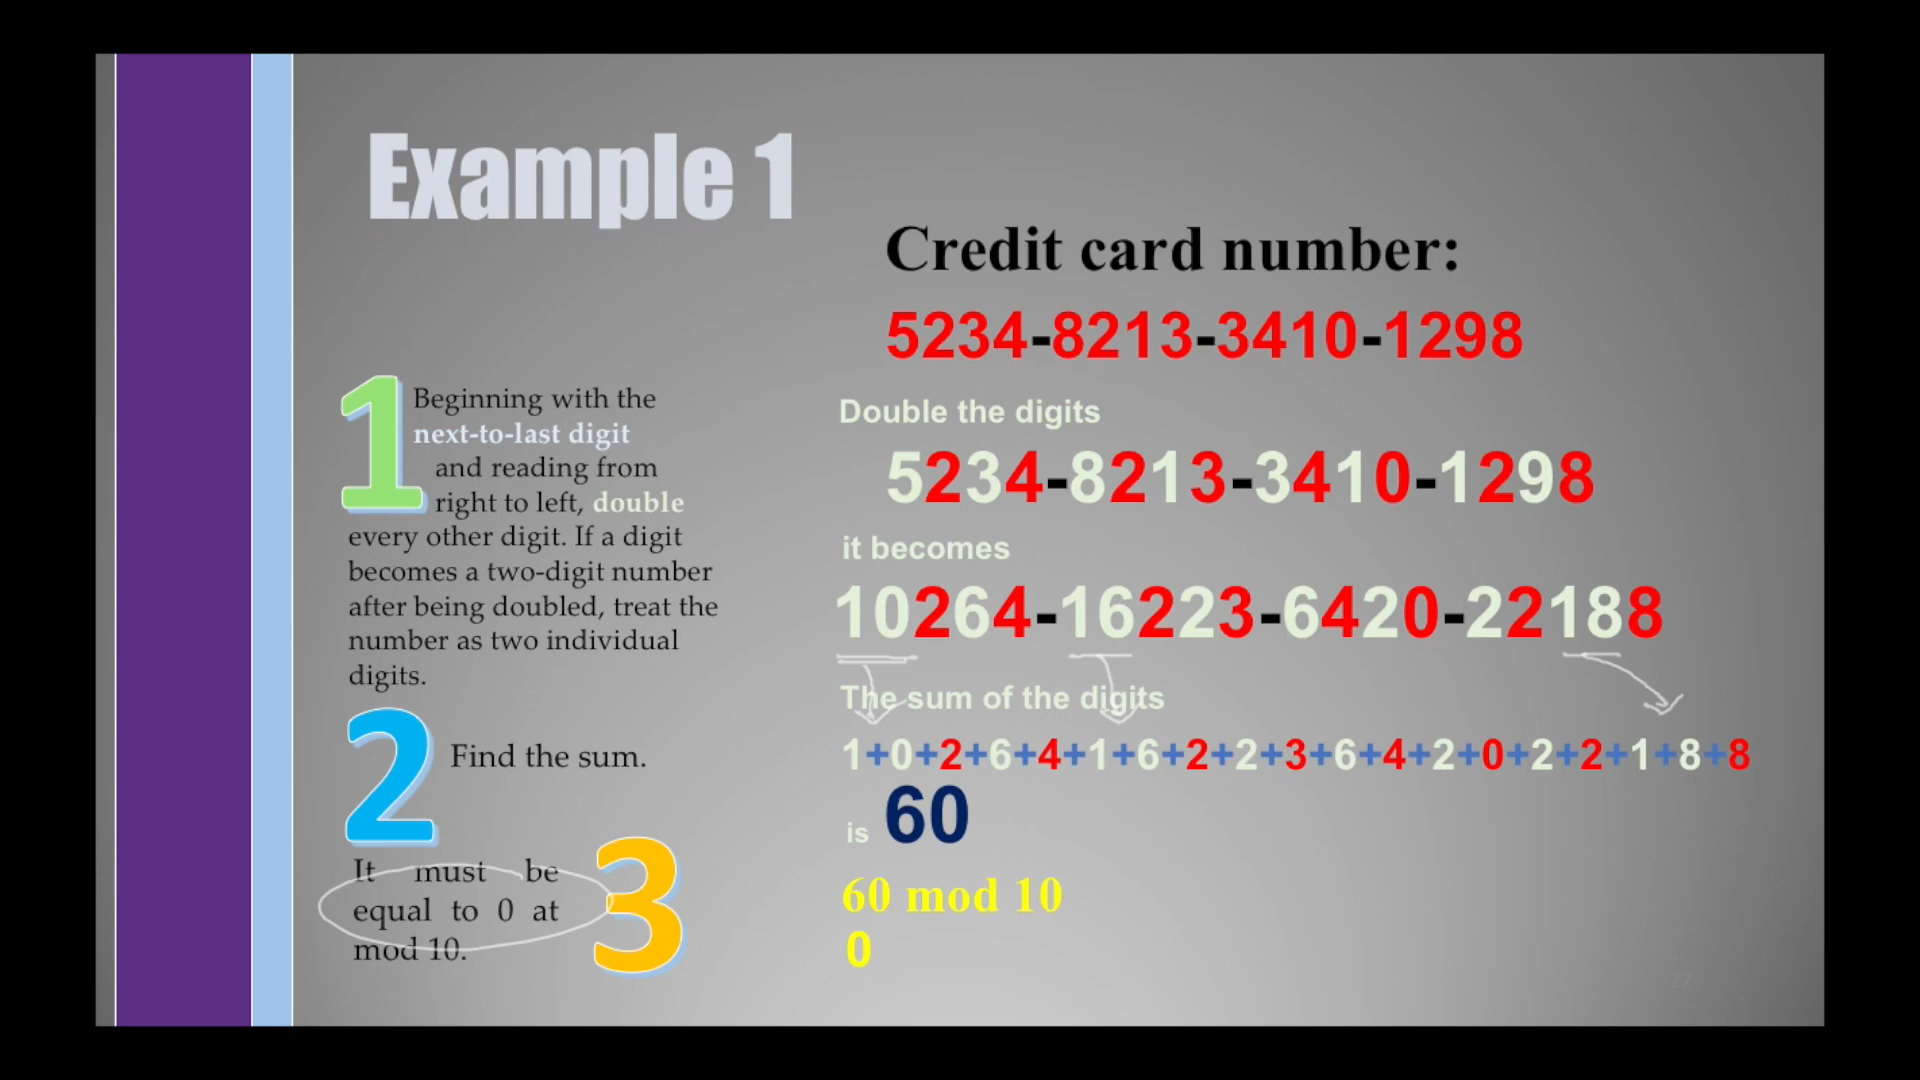 Example 1
Credit card number:
5234-8213-3410-1298
1
Beginning with the
next-to-last digit
and reading from
right to left, double
every other digit. If a digit
becomes a two-digit number
after being doubled, treat the
number as two individual
digits.
2
Find the sum.
3
It must be
equal to 0 at
mod 10.
Double the digits
5234-8213-3410-1298
it becomes
10264-16223-6420-22188
The sum of the digits
1+0+2+6+4+1+6+2+2+3+6+4+2+0+2+2+1+8+8
is 60
60 mod 10
0
27